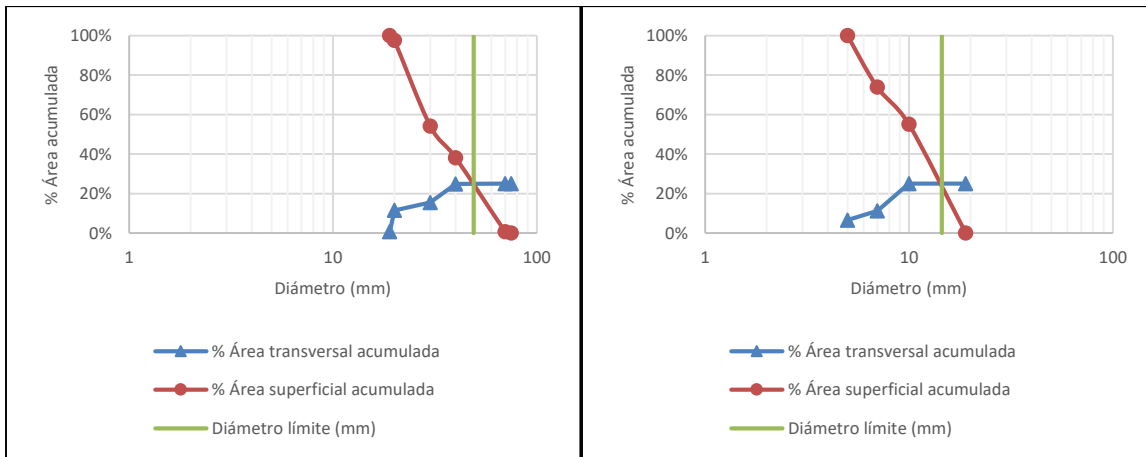 100%
80%
60%
40%
20%
0%
% Área acumulada
1
10
100
Diámetro (mm)
% Área transversal acumulada
% Área superficial acumulada
Diámetro límite (mm)
100%
80%
60%
40%
20%
0%
% Área acumulada
1
10
100
Diámetro (mm)
% Área transversal acumulada
% Área superficial acumulada
Diámetro límite (mm)